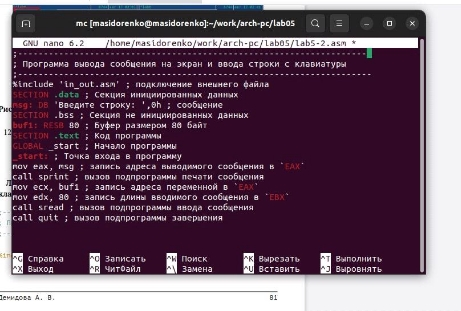 mc [masidorenko@masidorenko]:~/work/arch-pc/lab05
GNU nano 6.2 /home/masidorenko/work/arch-pc/lab05/lab5-2.asm *
;--------------------------------------------------------------------
; Программа вывода сообщения на экран и ввода строки с клавиатуры
;--------------------------------------------------------------------
%include 'in_out.asm' ; подключение внешнего файла
SECTION .data ; Секция инициированных данных
msg: DB 'Введите строку: ',0h ; сообщение
SECTION .bss ; Секция не инициированных данных
buf1: RESB 80 ; Буфер размером 80 байт
SECTION .text ; Код программы
GLOBAL _start ; Начало программы
_start: ; Точка входа в программу
mov eax, msg ; запись адреса выводимого сообщения в `EAX`
call sprint ; вызов подпрограммы печати сообщения
mov ecx, buf1 ; запись адреса переменной в `EAX`
mov edx, 80 ; запись длины вводимого сообщения в `EBX`
call sread ; вызов подпрограммы ввода сообщения
call quit ; вызов подпрограммы завершения
^G Справка ^O Записать ^W Поиск ^K Вырезать ^T Выполнить
^X Выход ^R ЧитФайл ^\ Замена ^U Вставить ^J Выровнять
Демидова А. В. 81